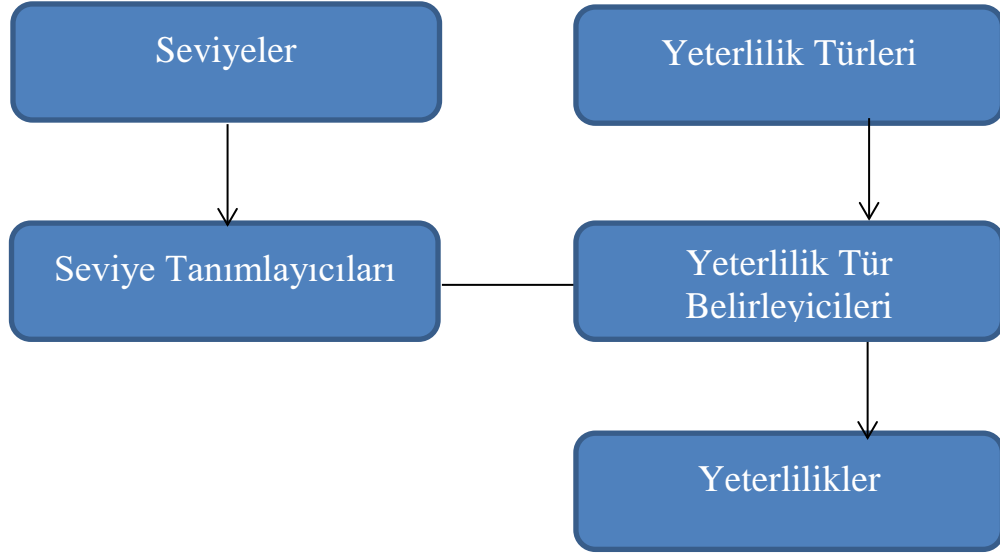 Seviyeler
Yeterlilik Türleri
Seviye Tanımlayıcıları
Yeterlilik Tür
Belirleyicileri
Yeterlilikler